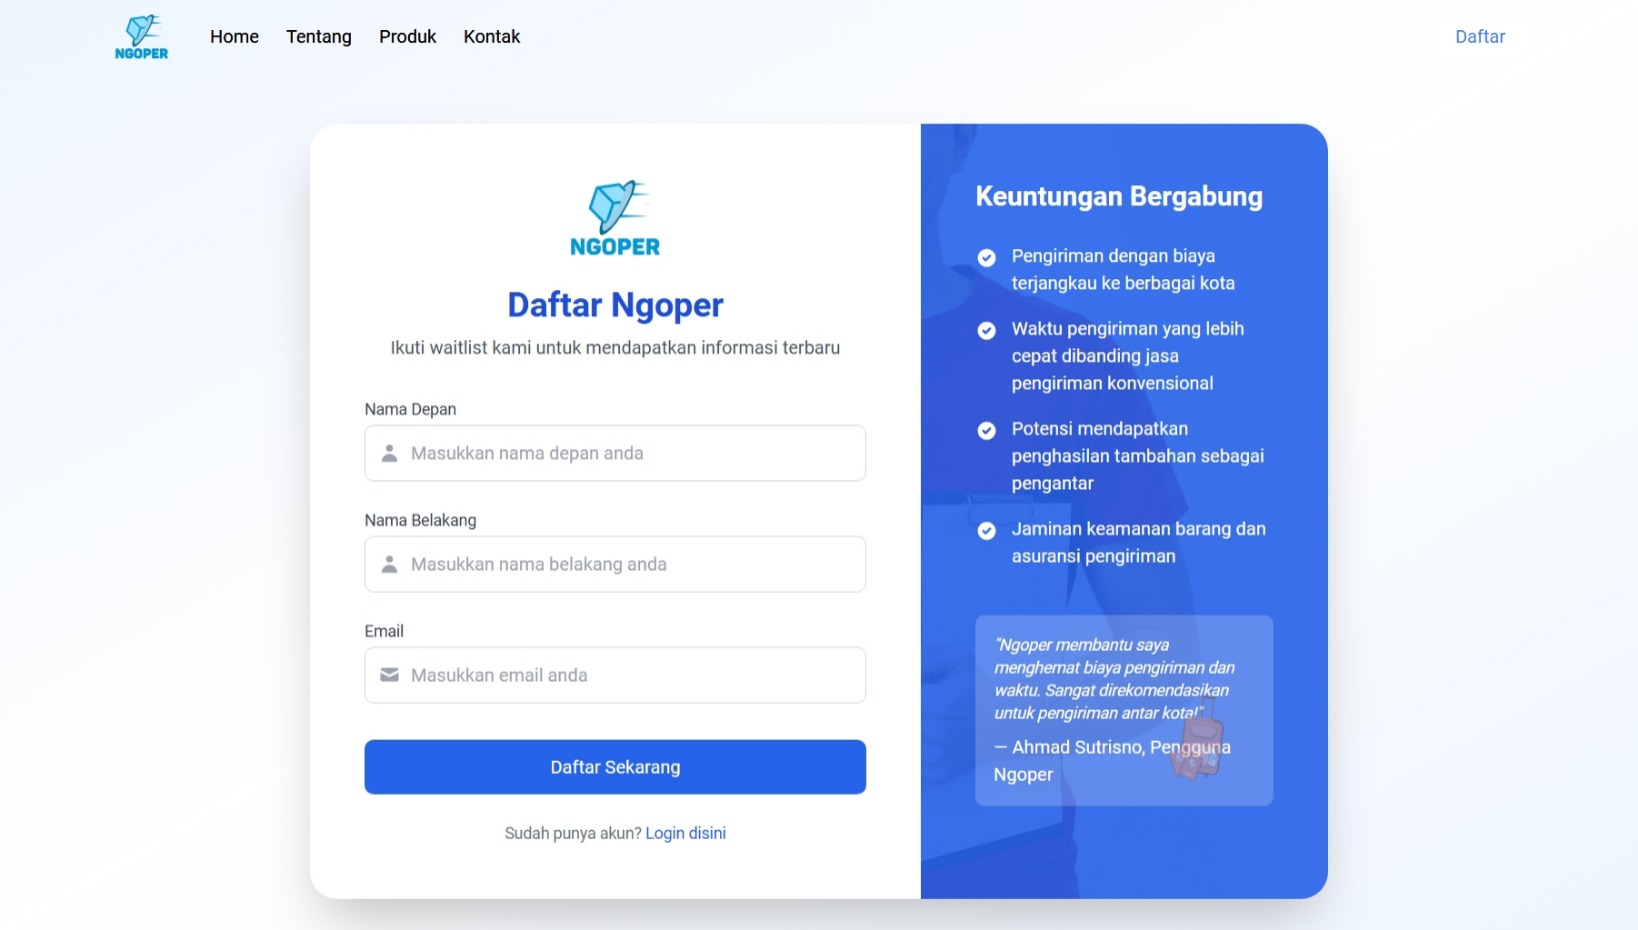 NGOPER
Home
Tentang
Produk
Kontak
Daftar
NGOPER
Daftar Ngoper
Ikuti waitlist kami untuk mendapatkan informasi terbaru
Nama Depan
Masukkan nama depan anda
Nama Belakang
Masukkan nama belakang anda
Email
Masukkan email anda
Daftar Sekarang
Sudah punya akun? Login disini
Keuntungan Bergabung
Pengiriman dengan biaya
terjangkau ke berbagai kota
Waktu pengiriman yang lebih
cepat dibanding jasa
pengiriman konvensional
Potensi mendapatkan
penghasilan tambahan sebagai
pengantar
Jaminan keamanan barang dan
asuransi pengiriman
"Ngoper membantu saya
menghemat biaya pengiriman dan
waktu. Sangat direkomendasikan
untuk pengiriman antar kota!"
— Ahmad Sutrisno, Pengguna
Ngoper